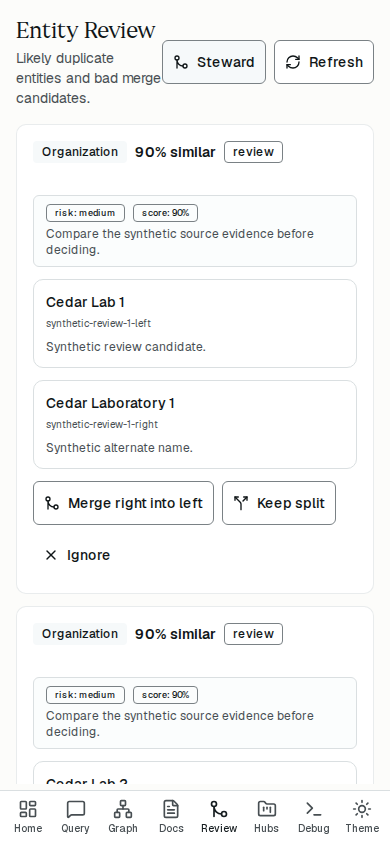 Entity Review
Likely duplicate
entities and bad merge
candidates.
Steward
Refresh
Organization 90% similar review
risk: medium score: 90%
Compare the synthetic source evidence before
deciding.
Cedar Lab 1
synthetic-review-1-left
Synthetic review candidate.
Cedar Laboratory 1
synthetic-review-1-right
Synthetic alternate name.
Merge right into left Keep split
Ignore
Organization 90% similar review
risk: medium score: 90%
Compare the synthetic source evidence before
deciding.
Cedar Lab 2
Home Query Graph Docs Review Hubs Debug Theme